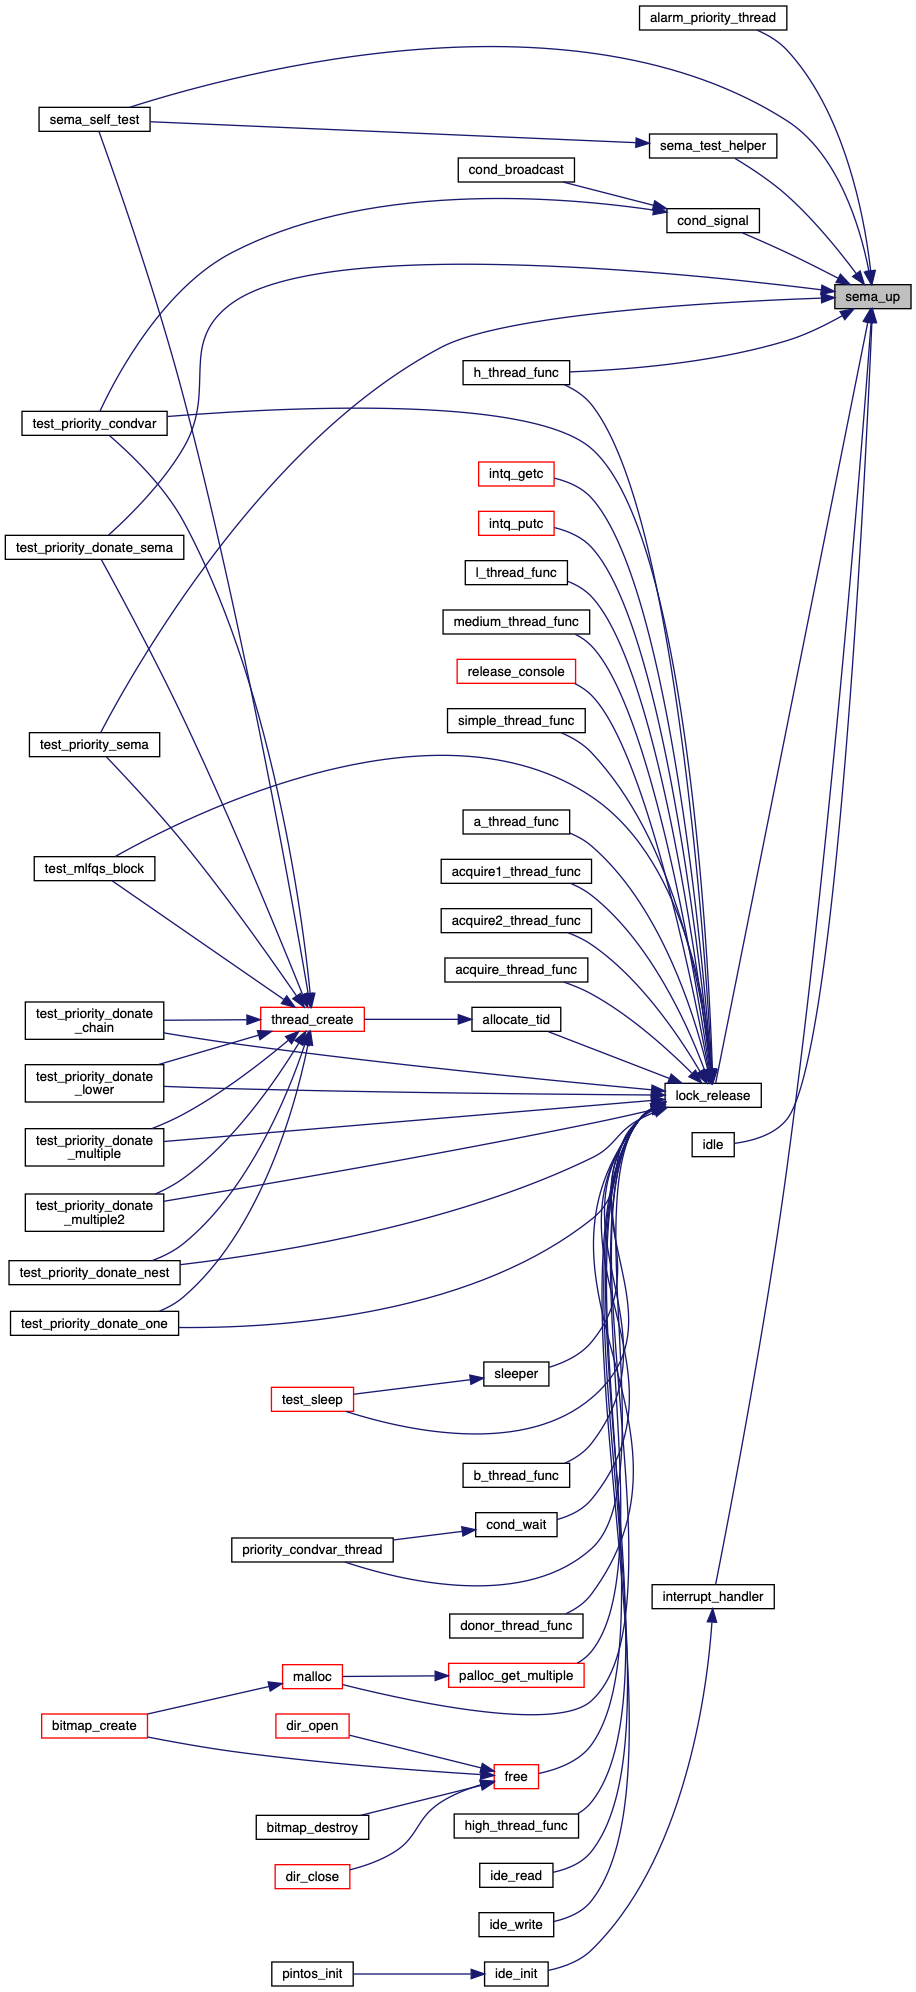 alarm_priority_thread
sema_self_test
sema_test_helper
cond_broadcast
cond_signal
sema_up
h_thread_func
test_priority_condvar
intq_getc
intq_putc
test_priority_donate_sema
l_thread_func
medium_thread_func
release_console
simple_thread_func
test_priority_sema
a_thread_func
test_mlfqs_block
acquire1_thread_func
acquire2_thread_func
acquire_thread_func
test_priority_donate
_chain
thread_create
allocate_tid
test_priority_donate
_lower
lock_release
test_priority_donate
_multiple
idle
test_priority_donate
_multiple2
test_priority_donate_nest
test_priority_donate_one
sleeper
test_sleep
b_thread_func
cond_wait
priority_condvar_thread
interrupt_handler
donor_thread_func
malloc
palloc_get_multiple
bitmap_create
dir_open
free
bitmap_destroy
high_thread_func
dir_close
ide_read
ide_write
pintos_init
ide_init